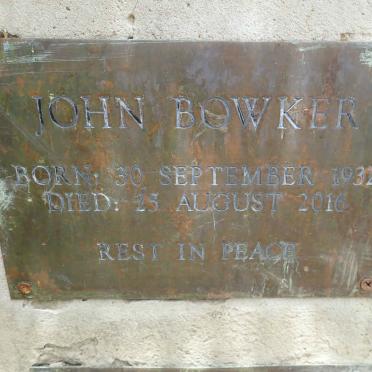 JOHN BOWKER
BORN: 30 SEPTEMBER 1932
DIED: 25 AUGUST 2016
REST IN PEACE